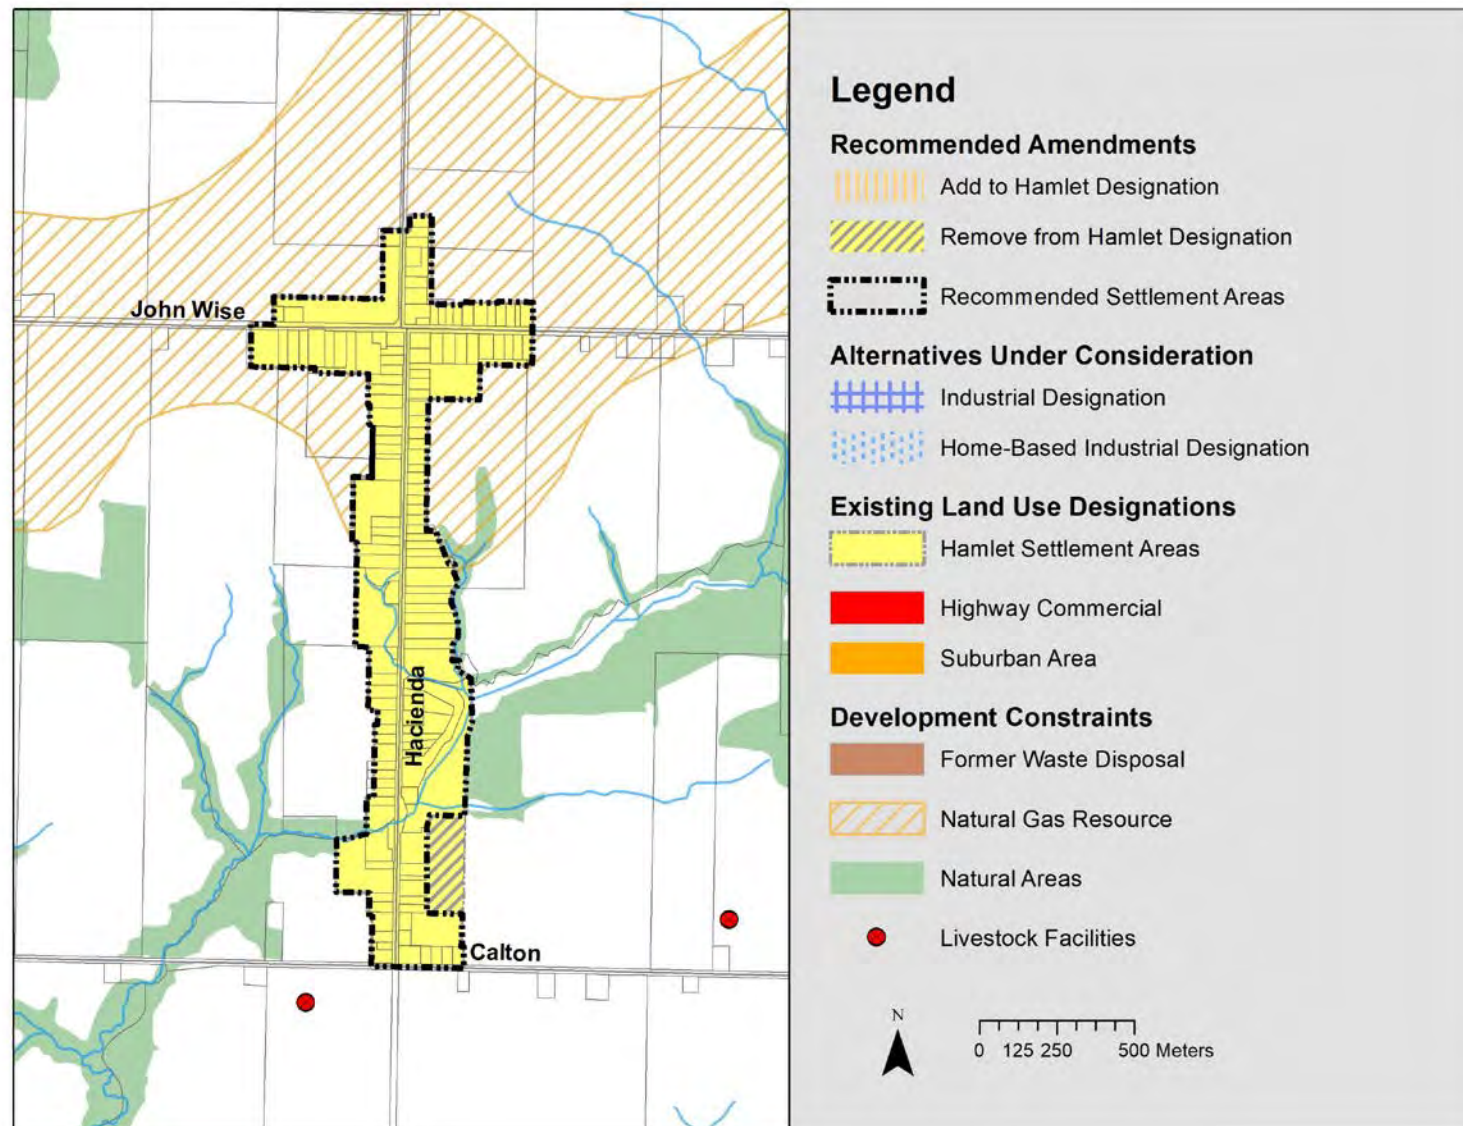 John Wise
Hacienda
Calton
Legend
Recommended Amendments
Add to Hamlet Designation
Remove from Hamlet Designation
Recommended Settlement Areas
Alternatives Under Consideration
Industrial Designation
Home-Based Industrial Designation
Existing Land Use Designations
Hamlet Settlement Areas
Highway Commercial
Suburban Area
Development Constraints
Former Waste Disposal
Natural Gas Resource
Natural Areas
Livestock Facilities
N
0 125 250 500 Meters